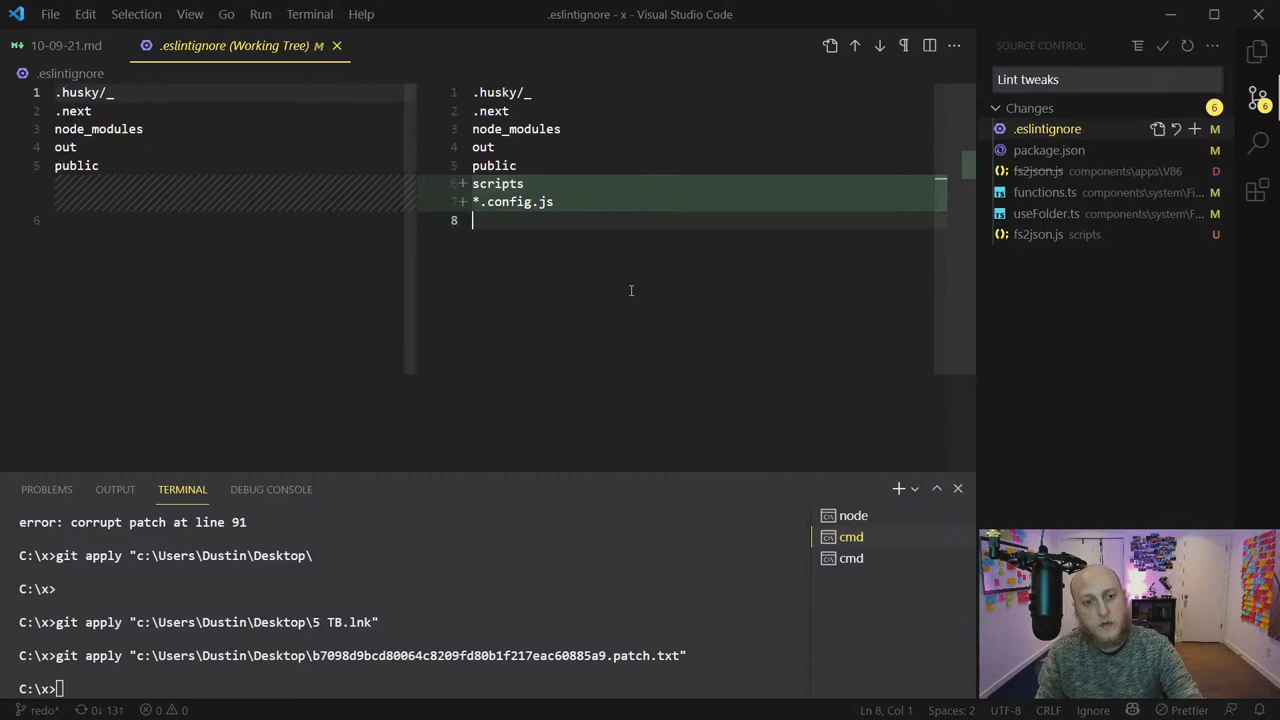 File Edit Selection View Go Run Terminal Help .eslintignore - x - Visual Studio Code
10-09-21.md .eslintignore (Working Tree) M
.eslintignore
1 .husky/_
2 .next
3 node_modules
4 out
5 public
6
1 .husky/_
2 .next
3 node_modules
4 out
5 public
6+ scripts
7+ *.config.js
8
SOURCE CONTROL
Lint tweaks
Changes 6
.eslintignore M
package.json M
fs2json.js components\apps\V86 D
functions.ts components\system\Fi... M
useFolder.ts components\system\Fi... M
fs2json.js scripts U
6
PROBLEMS OUTPUT TERMINAL DEBUG CONSOLE
error: corrupt patch at line 91
C:\x>git apply "c:\Users\Dustin\Desktop\
C:\x>
C:\x>git apply "c:\Users\Dustin\Desktop\5 TB.lnk"
C:\x>git apply "c:\Users\Dustin\Desktop\b7098d9bcd80064c8209fd80b1f217eac60885a9.patch.txt"
C:\x>
node
cmd
cmd
redo* 0↓ 13↑ 0 0 Ln 8, Col 1 Spaces: 2 UTF-8 CRLF Ignore Prettier